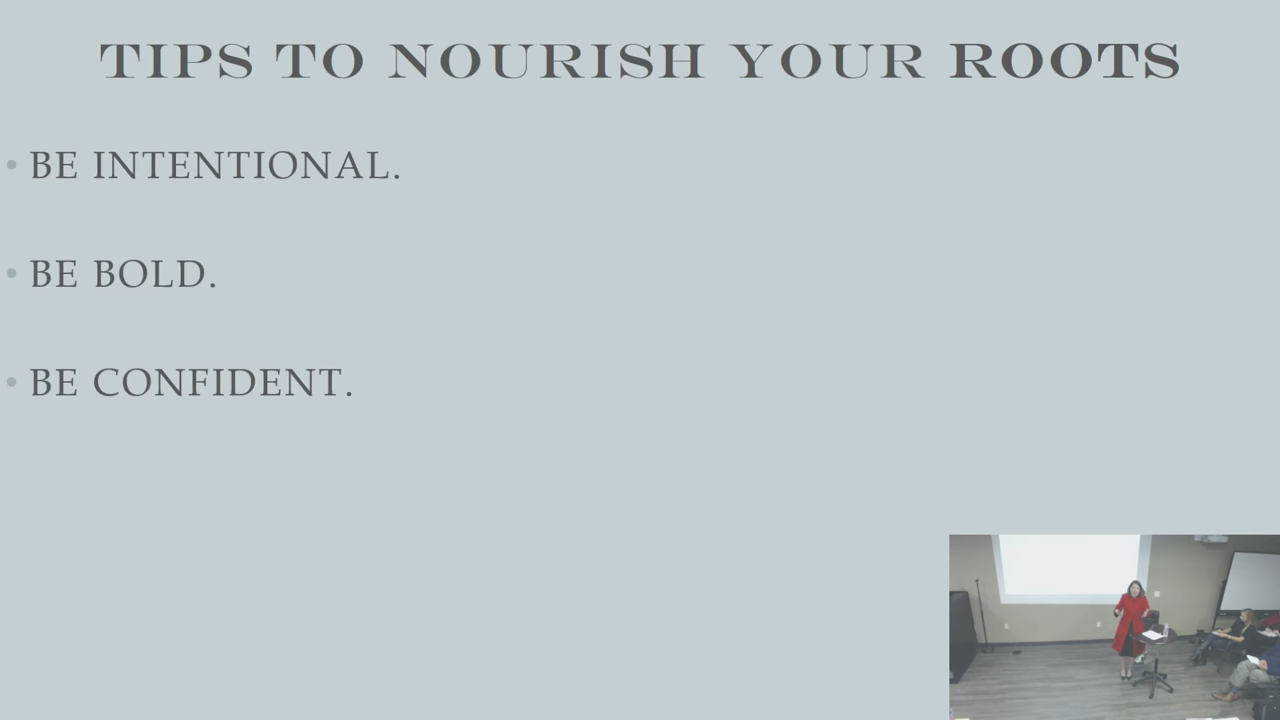 TIPS TO NOURISH YOUR ROOTS
• BE INTENTIONAL.
• BE BOLD.
• BE CONFIDENT.